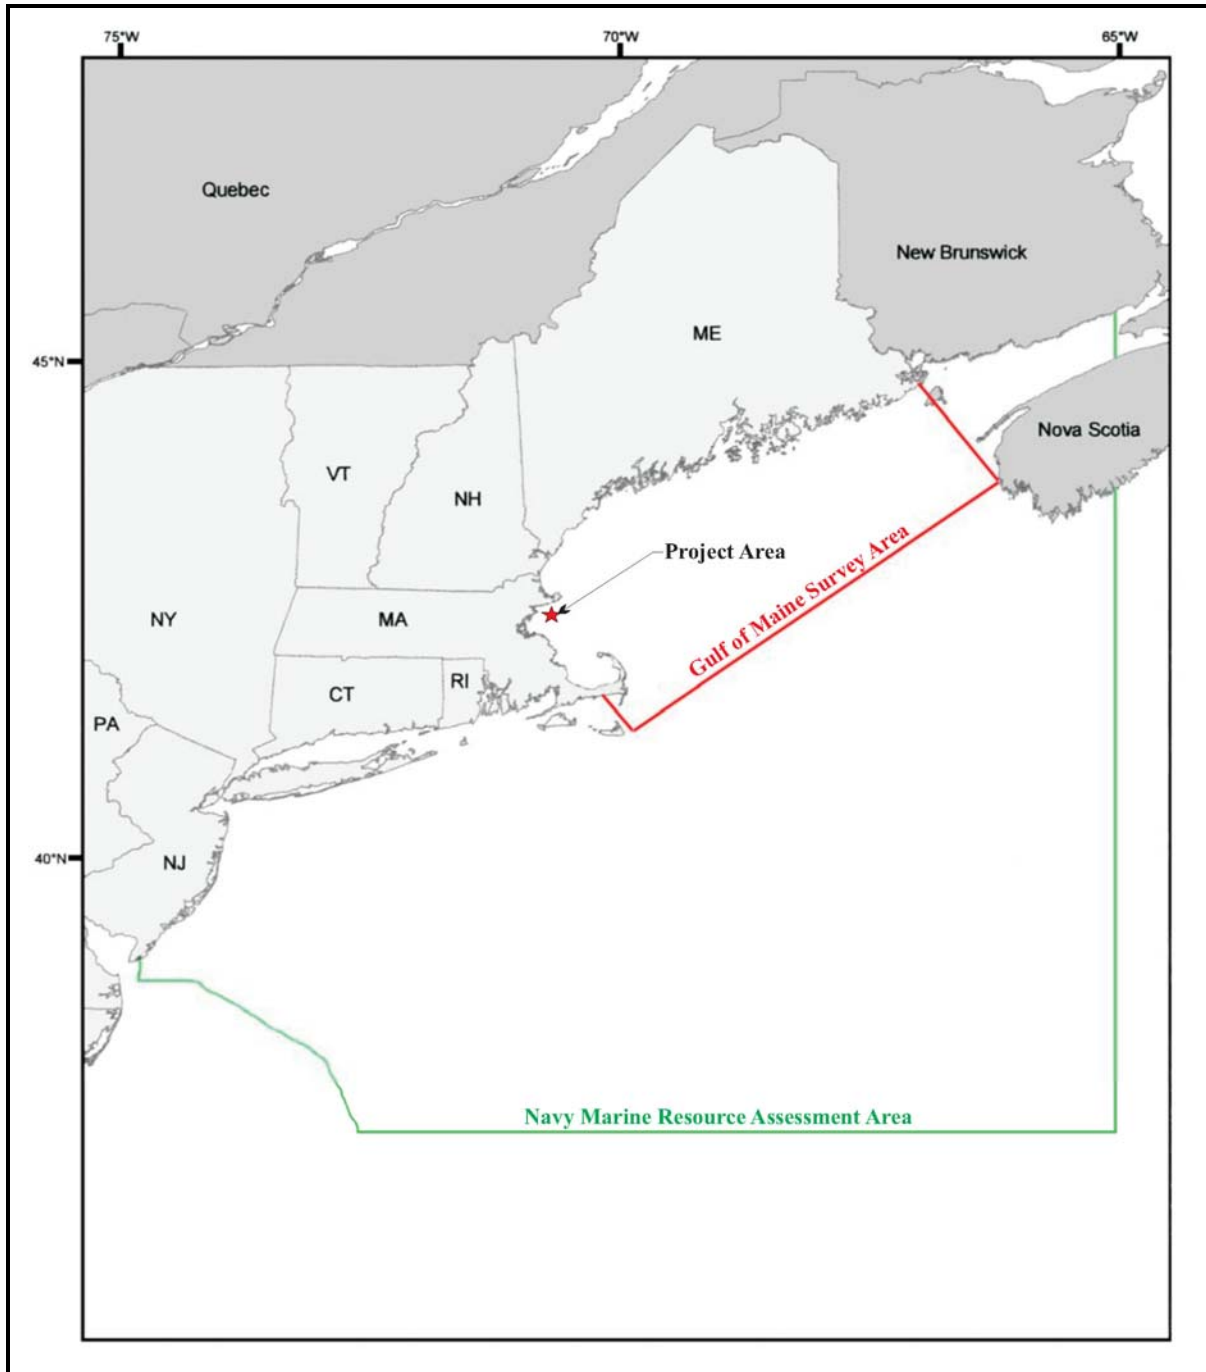 75°W
70°W
65°W
Quebec
New Brunswick
ME
45°N
Nova Scotia
VT
NH
Gulf of Maine Survey Area
Project Area
NY
MA
RI
CT
PA
40°N
NJ
Navy Marine Resource Assessment Area